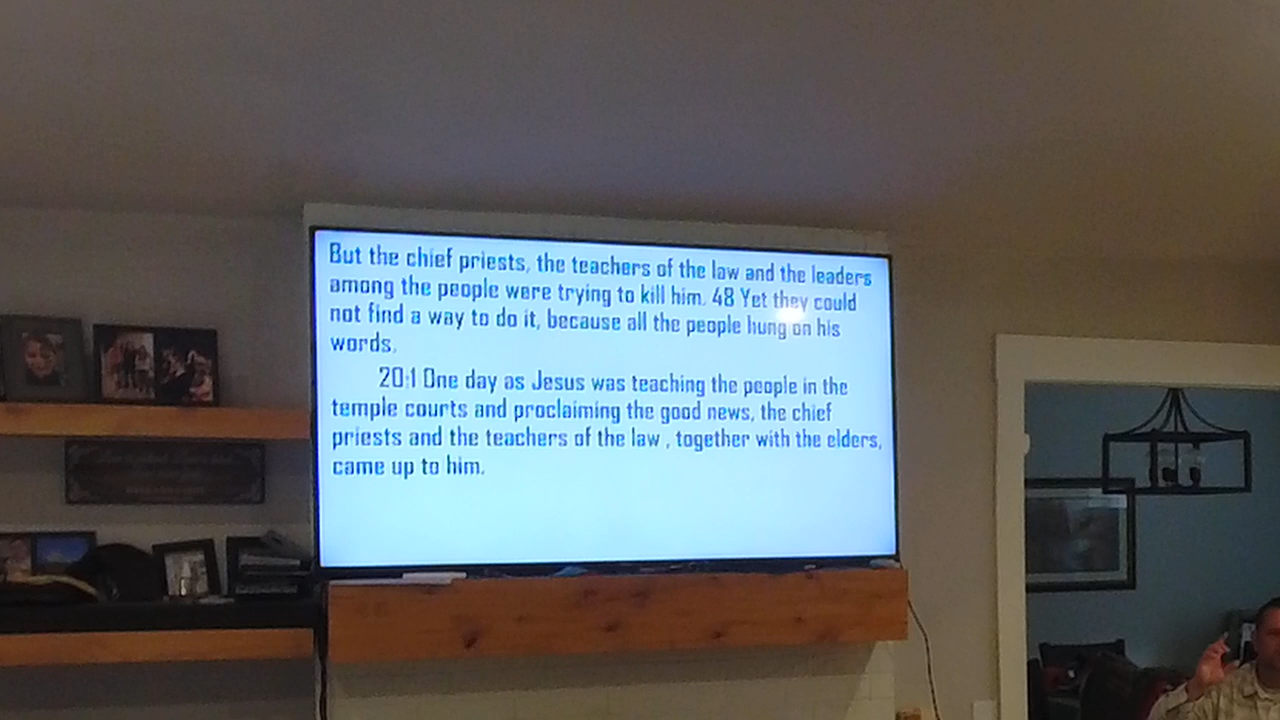 But the chief priests, the teachers of the law and the leaders
among the people were trying to kill him. 48 Yet they could
not find a way to do it, because all the people hung on his
words.
20:1 One day as Jesus was teaching the people in the
temple courts and proclaiming the good news, the chief
priests and the teachers of the law , together with the elders,
came up to him.